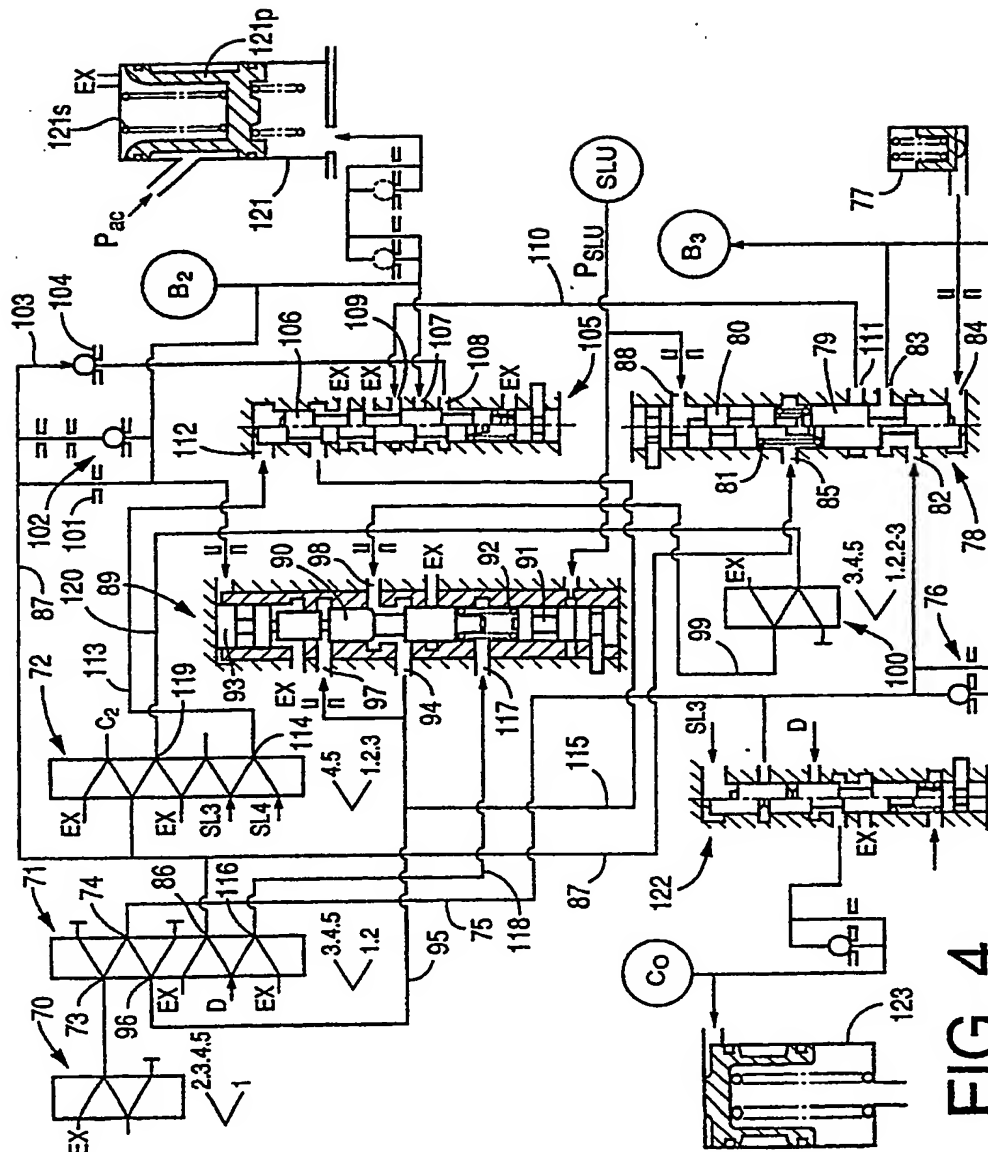 121s
EX
121p
121
P_ac
B2
SLU
P_SLU
110
B3
77
103
104
106
109
107
108
105
EX
EX
EX
112
102
101
88
80
79
111
83
84
81
85
82
78
87
120
113
89
90
98
92
91
EX
93
EX
97
94
117
99
EX
100
3.4.5
1.2.2-3
76
72
C2
119
114
EX
EX
SL3
SL4
4.5
1.2.3
115
SL3
D
122
EX
71
74
86
116
73
96
EX
D
EX
3.4.5
1.2
118
75
95
87
70
EX
2.3.4.5
1
Co
123
FIG. 4